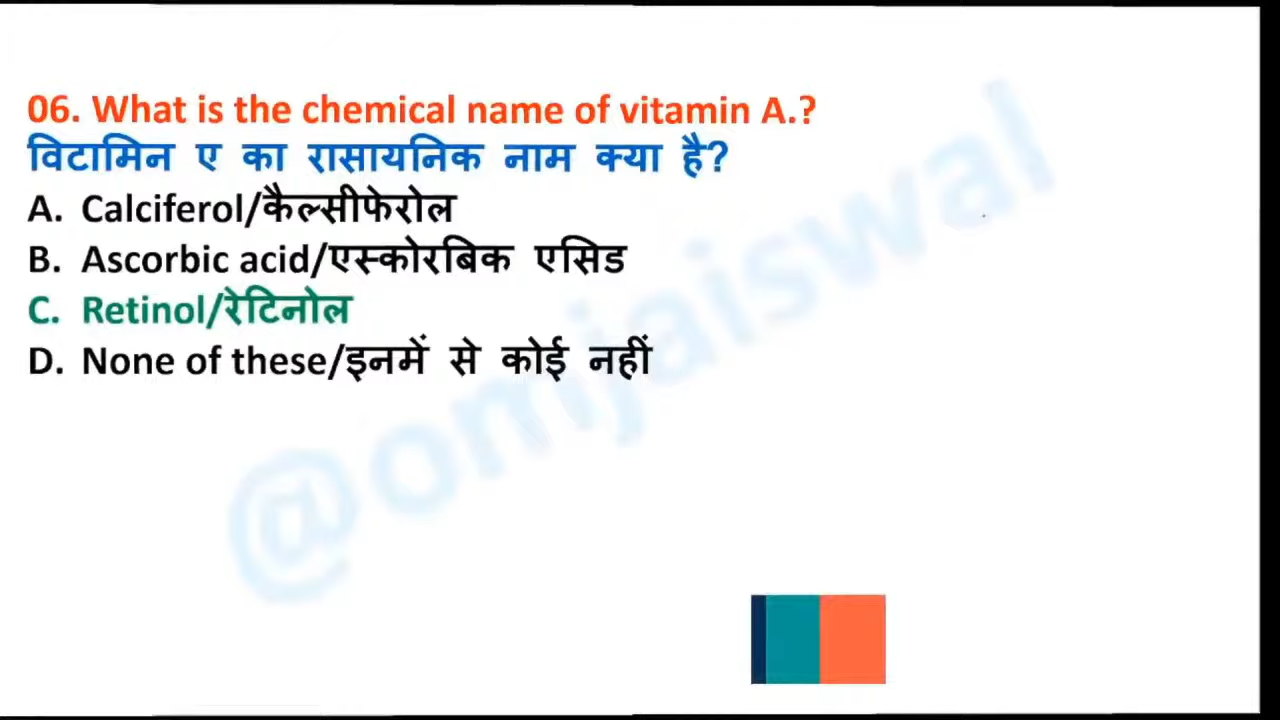 06. What is the chemical name of vitamin A.?
विटामिन ए का रासायनिक नाम क्या है?
A. Calciferol/कैल्सीफेरोल
B. Ascorbic acid/एस्कोरबिक एसिड
C. Retinol/रेटिनोल
D. None of these/इनमें से कोई नहीं
@omjaiswal